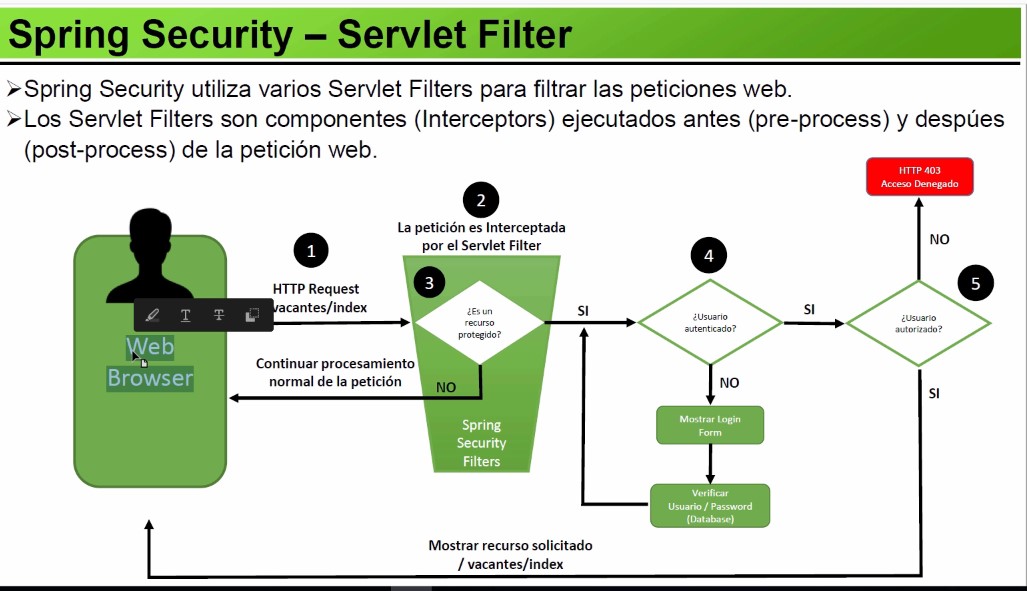 Spring Security – Servlet Filter
➢Spring Security utiliza varios Servlet Filters para filtrar las peticiones web.
➢Los Servlet Filters son componentes (Interceptors) ejecutados antes (pre-process) y despúes
(post-process) de la petición web.
HTTP 403
Acceso Denegado
NO
2
La petición es Interceptada
por el Servlet Filter
1
HTTP Request
vacantes/index
3
¿Es un
recurso
protegido?
SI
4
¿Usuario
autenticado?
SI
5
¿Usuario
autorizado?
Web
Browser
Continuar procesamiento
normal de la petición
NO
NO
SI
Spring
Security
Filters
Mostrar Login
Form
Verificar
Usuario / Password
(Database)
Mostrar recurso solicitado
/ vacantes/index